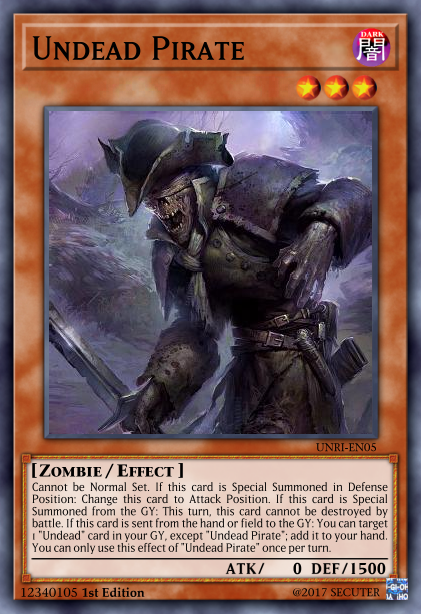 UNDEAD PIRATE
DARK
闇
UNRI-EN05
[ZOMBIE / EFFECT ]
Cannot be Normal Set. If this card is Special Summoned in Defense
Position: Change this card to Attack Position. If this card is Special
Summoned from the GY: This turn, this card cannot be destroyed by
battle. If this card is sent from the hand or field to the GY: You can target
1 "Undead" card in your GY, except "Undead Pirate"; add it to your hand.
You can only use this effect of "Undead Pirate" once per turn.
ATK/ 0 DEF/1500
12340105 1st Edition
©2017 SECUTER